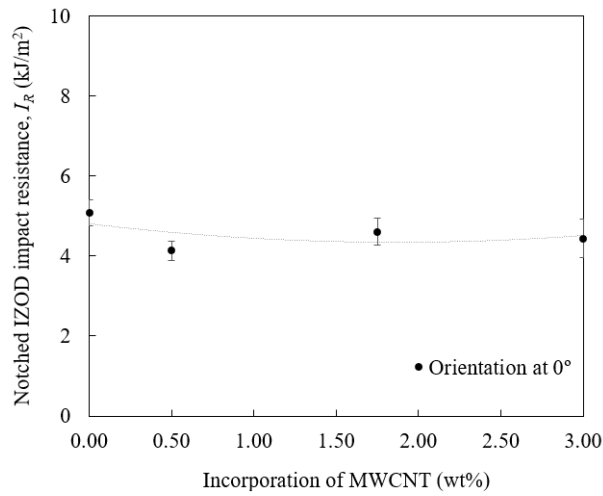 Notched IZOD impact resistance, I_R (kJ/m²)
10
8
6
4
2
0
0.00 0.50 1.00 1.50 2.00 2.50 3.00
Orientation at 0º
Incorporation of MWCNT (wt%)